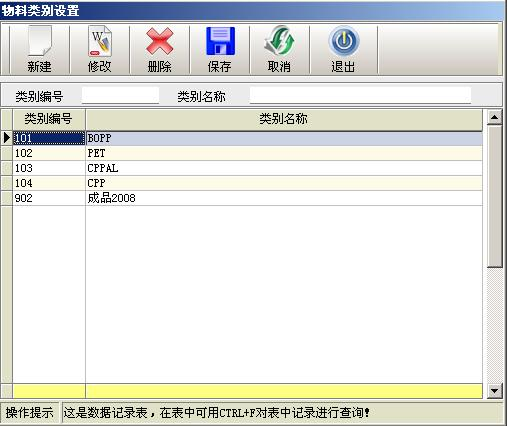 物料类别设置
新建 修改 删除 保存 取消 退出
类别编号 类别名称
类别编号 类别名称
101 BOPP
102 PET
103 CPPAL
104 CPP
902 成品2008
操作提示 这是数据记录表，在表中可用CTRL+F对表中记录进行查询!